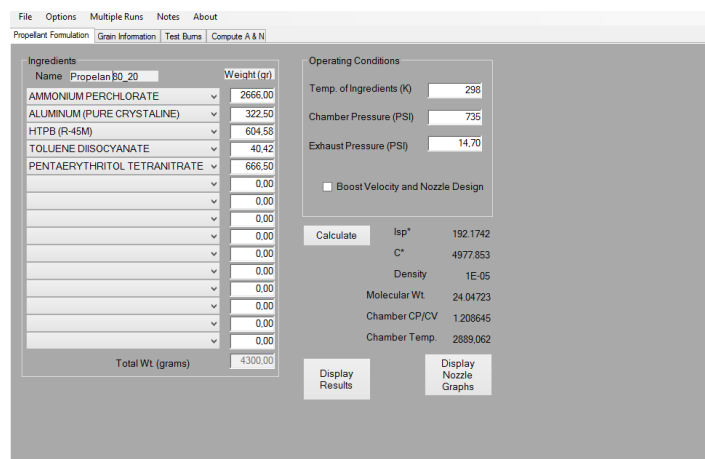 File Options Multiple Runs Notes About
Propellant Formulation Grain Information Test Burns Compute A & N
Ingredients
Name Propelan80_20 Weight (gr)
AMMONIUM PERCHLORATE 2666,00
ALUMINUM (PURE CRYSTALINE) 322,50
HTPB (R-45M) 604,58
TOLUENE DIISOCYANATE 40,42
PENTAERYTHRITOL TETRANITRATE 666,50
0,00
0,00
0,00
0,00
0,00
0,00
0,00
0,00
0,00
0,00
Total Wt. (grams) 4300,00
Operating Conditions
Temp. of Ingredients (K) 298
Chamber Pressure (PSI) 735
Exhaust Pressure (PSI) 14,70
Boost Velocity and Nozzle Design
Calculate
Isp* 192.1742
C* 4977.853
Density 1E-05
Molecular Wt. 24.04723
Chamber CP/CV 1.208645
Chamber Temp. 2889,062
Display
Results
Display
Nozzle
Graphs